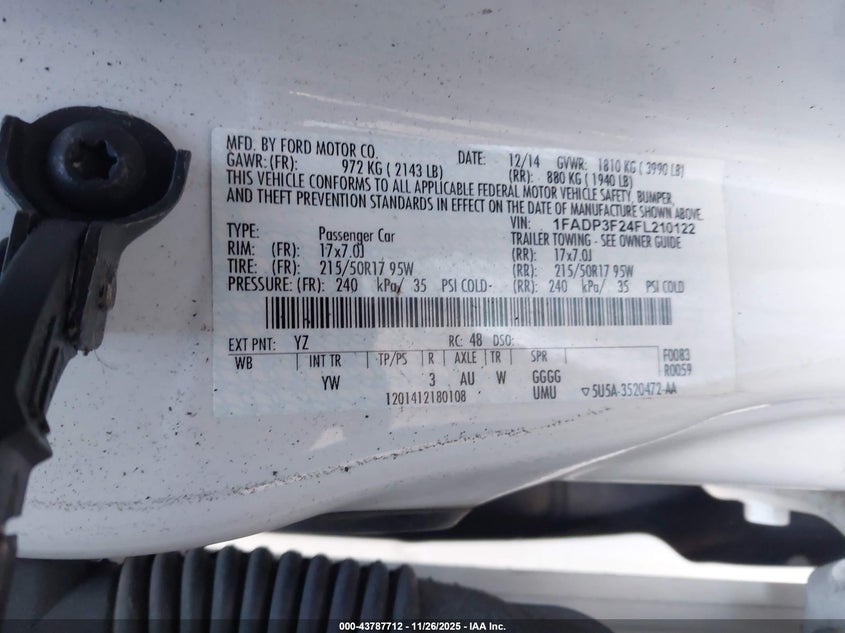 MFD. BY FORD MOTOR CO. DATE: 12/14 GVWR: 1810 KG ( 3990 LB)
GAWR: (FR): 972 KG ( 2143 LB) (RR): 880 KG ( 1940 LB)
THIS VEHICLE CONFORMS TO ALL APPLICABLE FEDERAL MOTOR VEHICLE SAFETY, BUMPER,
AND THEFT PREVENTION STANDARDS IN EFFECT ON THE DATE OF MANUFACTURE SHOWN ABOVE.
VIN: 1FADP3F24FL210122
TYPE: Passenger Car TRAILER TOWING - SEE OWNER GUIDE
RIM: (FR): 17x7.0J (RR): 17x7.0J
TIRE: (FR): 215/50R17 95W (RR): 215/50R17 95W
PRESSURE: (FR): 240 kPa/ 35 PSI COLD- (RR): 240 kPa/ 35 PSI COLD
EXT PNT: YZ RC: 48 DSO:
WB INT TR TP/PS R AXLE TR SPR F0083
YW 3 AU W GGGG R0059
1201412180108 UMU ▽5U5A-3520472-AA
000-43787712 | 11/26/2025 - IAA Inc.